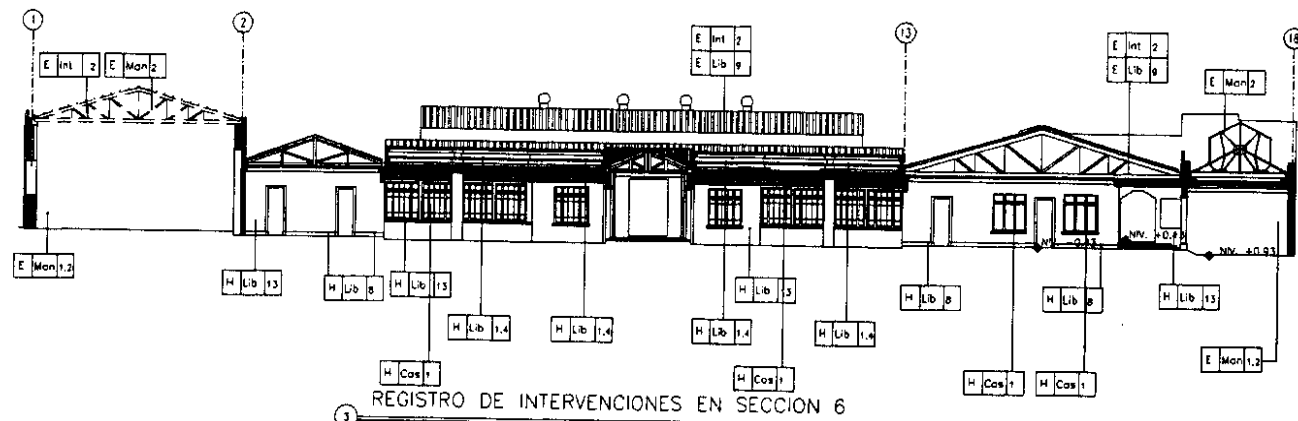 1 2 13 18
E Int 2
E Lib 9
E Int 2
E Lib 9
E Int 2 E Man 2
E Man 2
NIV. +0.93
E Man 1.2
H Lib 13
H Lib 8
H Lib 13
H Lib 13
H Lib 8
H Lib 8
H Lib 13
H Lib 1.4
H Lib 1.4
H Lib 1.4
H Lib 1.4
E Man 1.2
H Cas 1
H Cas 1
H Cas 1
H Cas 1
REGISTRO DE INTERVENCIONES EN SECCION 6
3